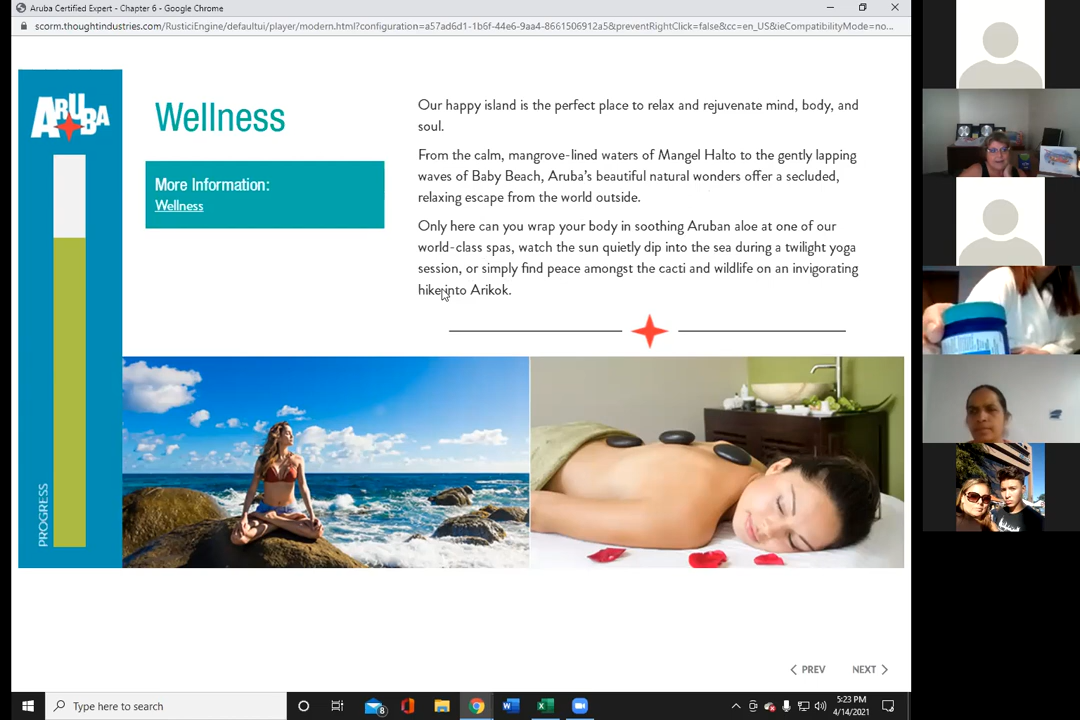 Aruba Certified Expert - Chapter 6 - Google Chrome
scorm.thoughtindustries.com/RusticiEngine/defaultui/player/modern.html?configuration=a57ad6d1-1b6f-44e6-9aa4-8661506912a5&preventRightClick=false&cc=en_US&ieCompatibilityMode=no...
ARUBA
Wellness
More Information:
Wellness
Our happy island is the perfect place to relax and rejuvenate mind, body, and
soul.
From the calm, mangrove-lined waters of Mangel Halto to the gently lapping
waves of Baby Beach, Aruba's beautiful natural wonders offer a secluded,
relaxing escape from the world outside.
Only here can you wrap your body in soothing Aruban aloe at one of our
world-class spas, watch the sun quietly dip into the sea during a twilight yoga
session, or simply find peace amongst the cacti and wildlife on an invigorating
hike into Arikok.
PROGRESS
PREV
NEXT
Type here to search
8
5:23 PM
4/14/2021